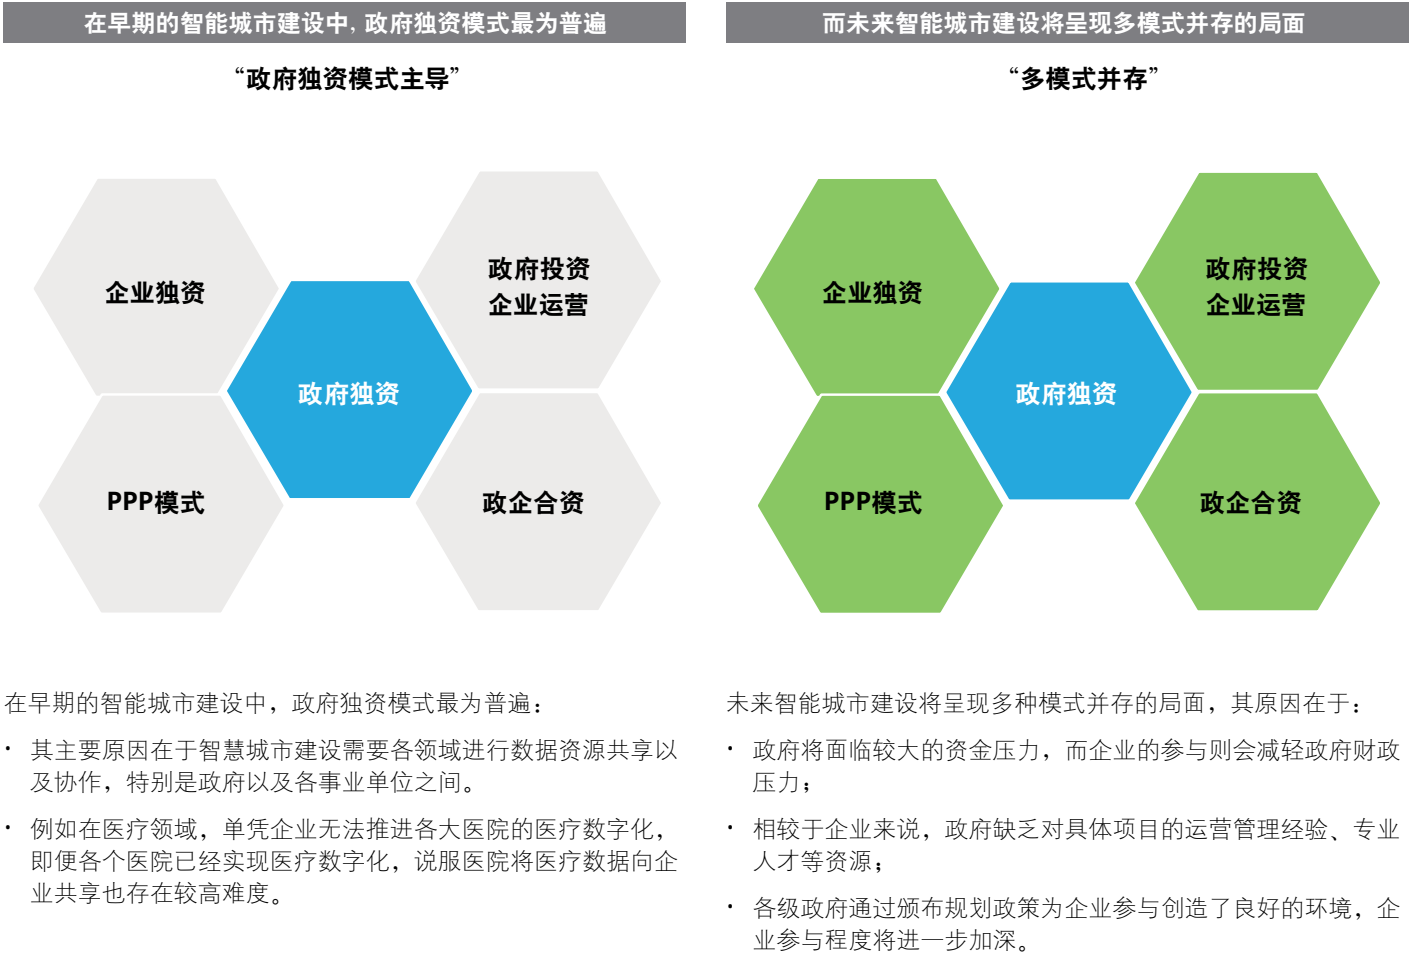 在早期的智能城市建设中,政府独资模式最为普遍
“政府独资模式主导”
企业独资
政府投资
企业运营
政府独资
PPP模式
政企合资
在早期的智能城市建设中，政府独资模式最为普遍：
• 其主要原因在于智慧城市建设需要各领域进行数据资源共享以
及协作，特别是政府以及各事业单位之间。
• 例如在医疗领域，单凭企业无法推进各大医院的医疗数字化，
即便各个医院已经实现医疗数字化，说服医院将医疗数据向企
业共享也存在较高难度。
而未来智能城市建设将呈现多模式并存的局面
“多模式并存”
企业独资
政府投资
企业运营
政府独资
PPP模式
政企合资
未来智能城市建设将呈现多种模式并存的局面，其原因在于：
• 政府将面临较大的资金压力，而企业的参与则会减轻政府财政
压力；
• 相较于企业来说，政府缺乏对具体项目的运营管理经验、专业
人才等资源；
• 各级政府通过颁布规划政策为企业参与创造了良好的环境，企
业参与程度将进一步加深。